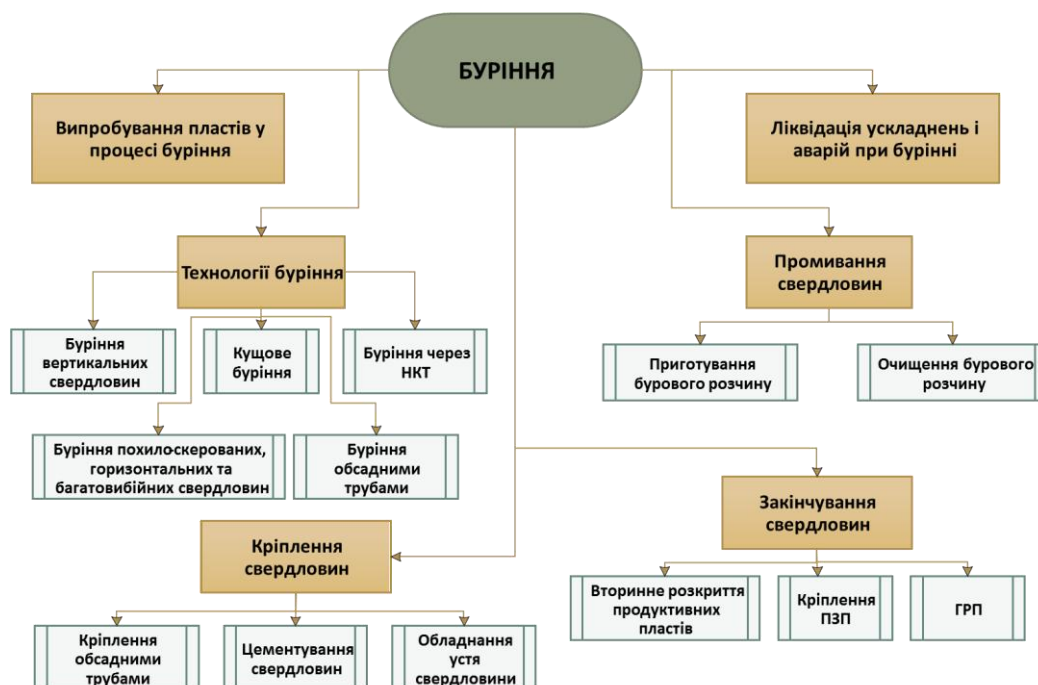 БУРІННЯ
Випробування пластів у
процесі буріння
Ліквідація ускладнень і
аварій при бурінні
Технології буріння
Промивання
свердловин
Буріння
вертикальних
свердловин
Кущове
буріння
Буріння через
НКТ
Приготування
бурового розчину
Очищення бурового
розчину
Буріння похило-скерованих,
горизонтальних та
багатовибійних свердловин
Буріння
обсадними
трубами
Закінчування
свердловин
Кріплення
свердловин
Вторинне розкриття
продуктивних
пластів
Кріплення
ПЗП
ГРП
Кріплення
обсадними
трубами
Цементування
свердловин
Обладнання
устя
свердловини